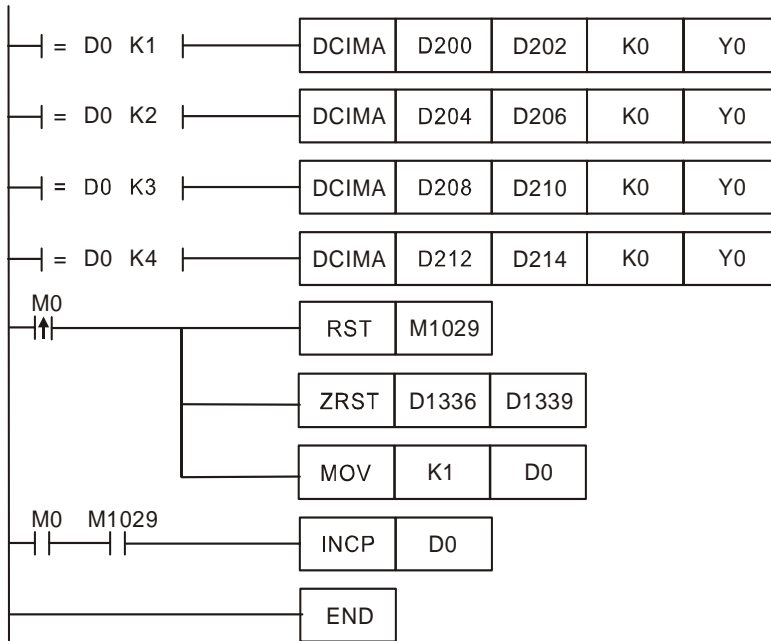 = D0 K1 DCIMA D200 D202 K0 Y0
= D0 K2 DCIMA D204 D206 K0 Y0
= D0 K3 DCIMA D208 D210 K0 Y0
= D0 K4 DCIMA D212 D214 K0 Y0
M0
RST M1029
ZRST D1336 D1339
MOV K1 D0
M0 M1029
INCP D0
END